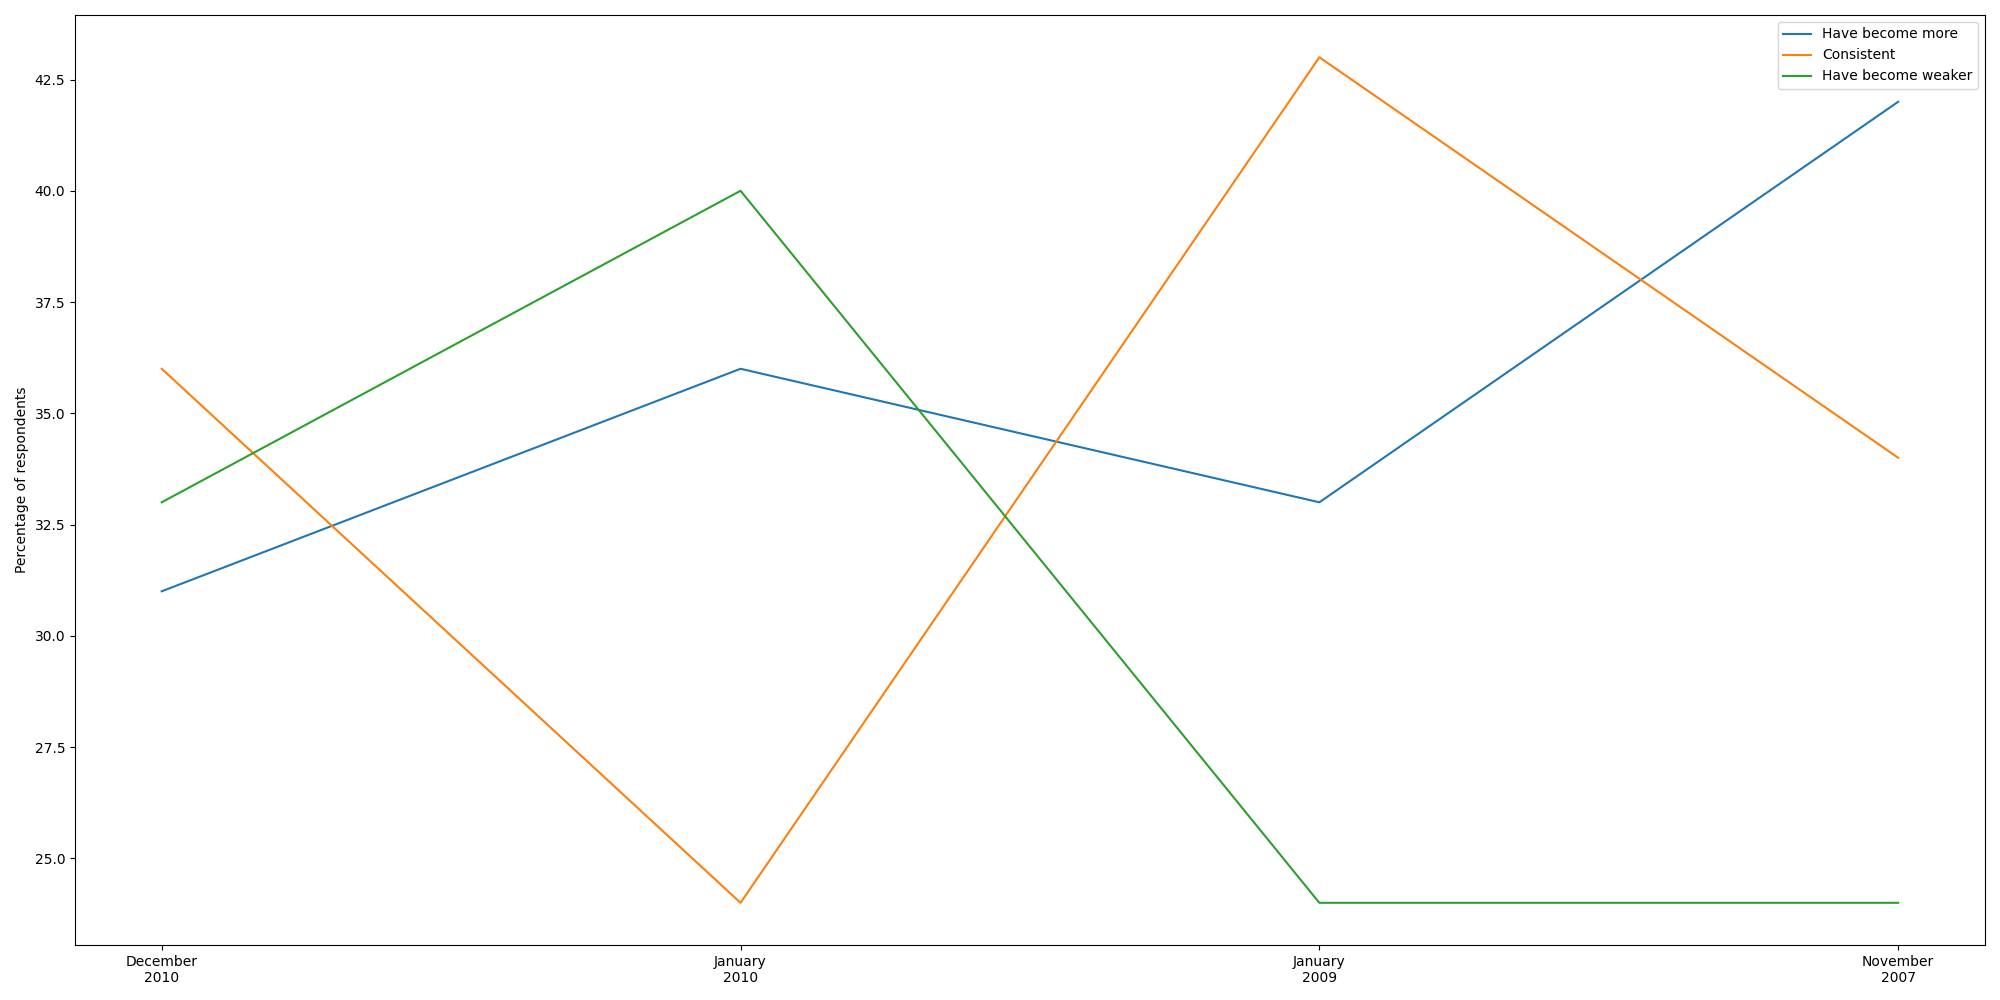 Have become more
Consistent
Have become weaker
42.5
40.0
37.5
35.0
32.5
30.0
27.5
25.0
Percentage of respondents
December
2010
January
2010
January
2009
November
2007